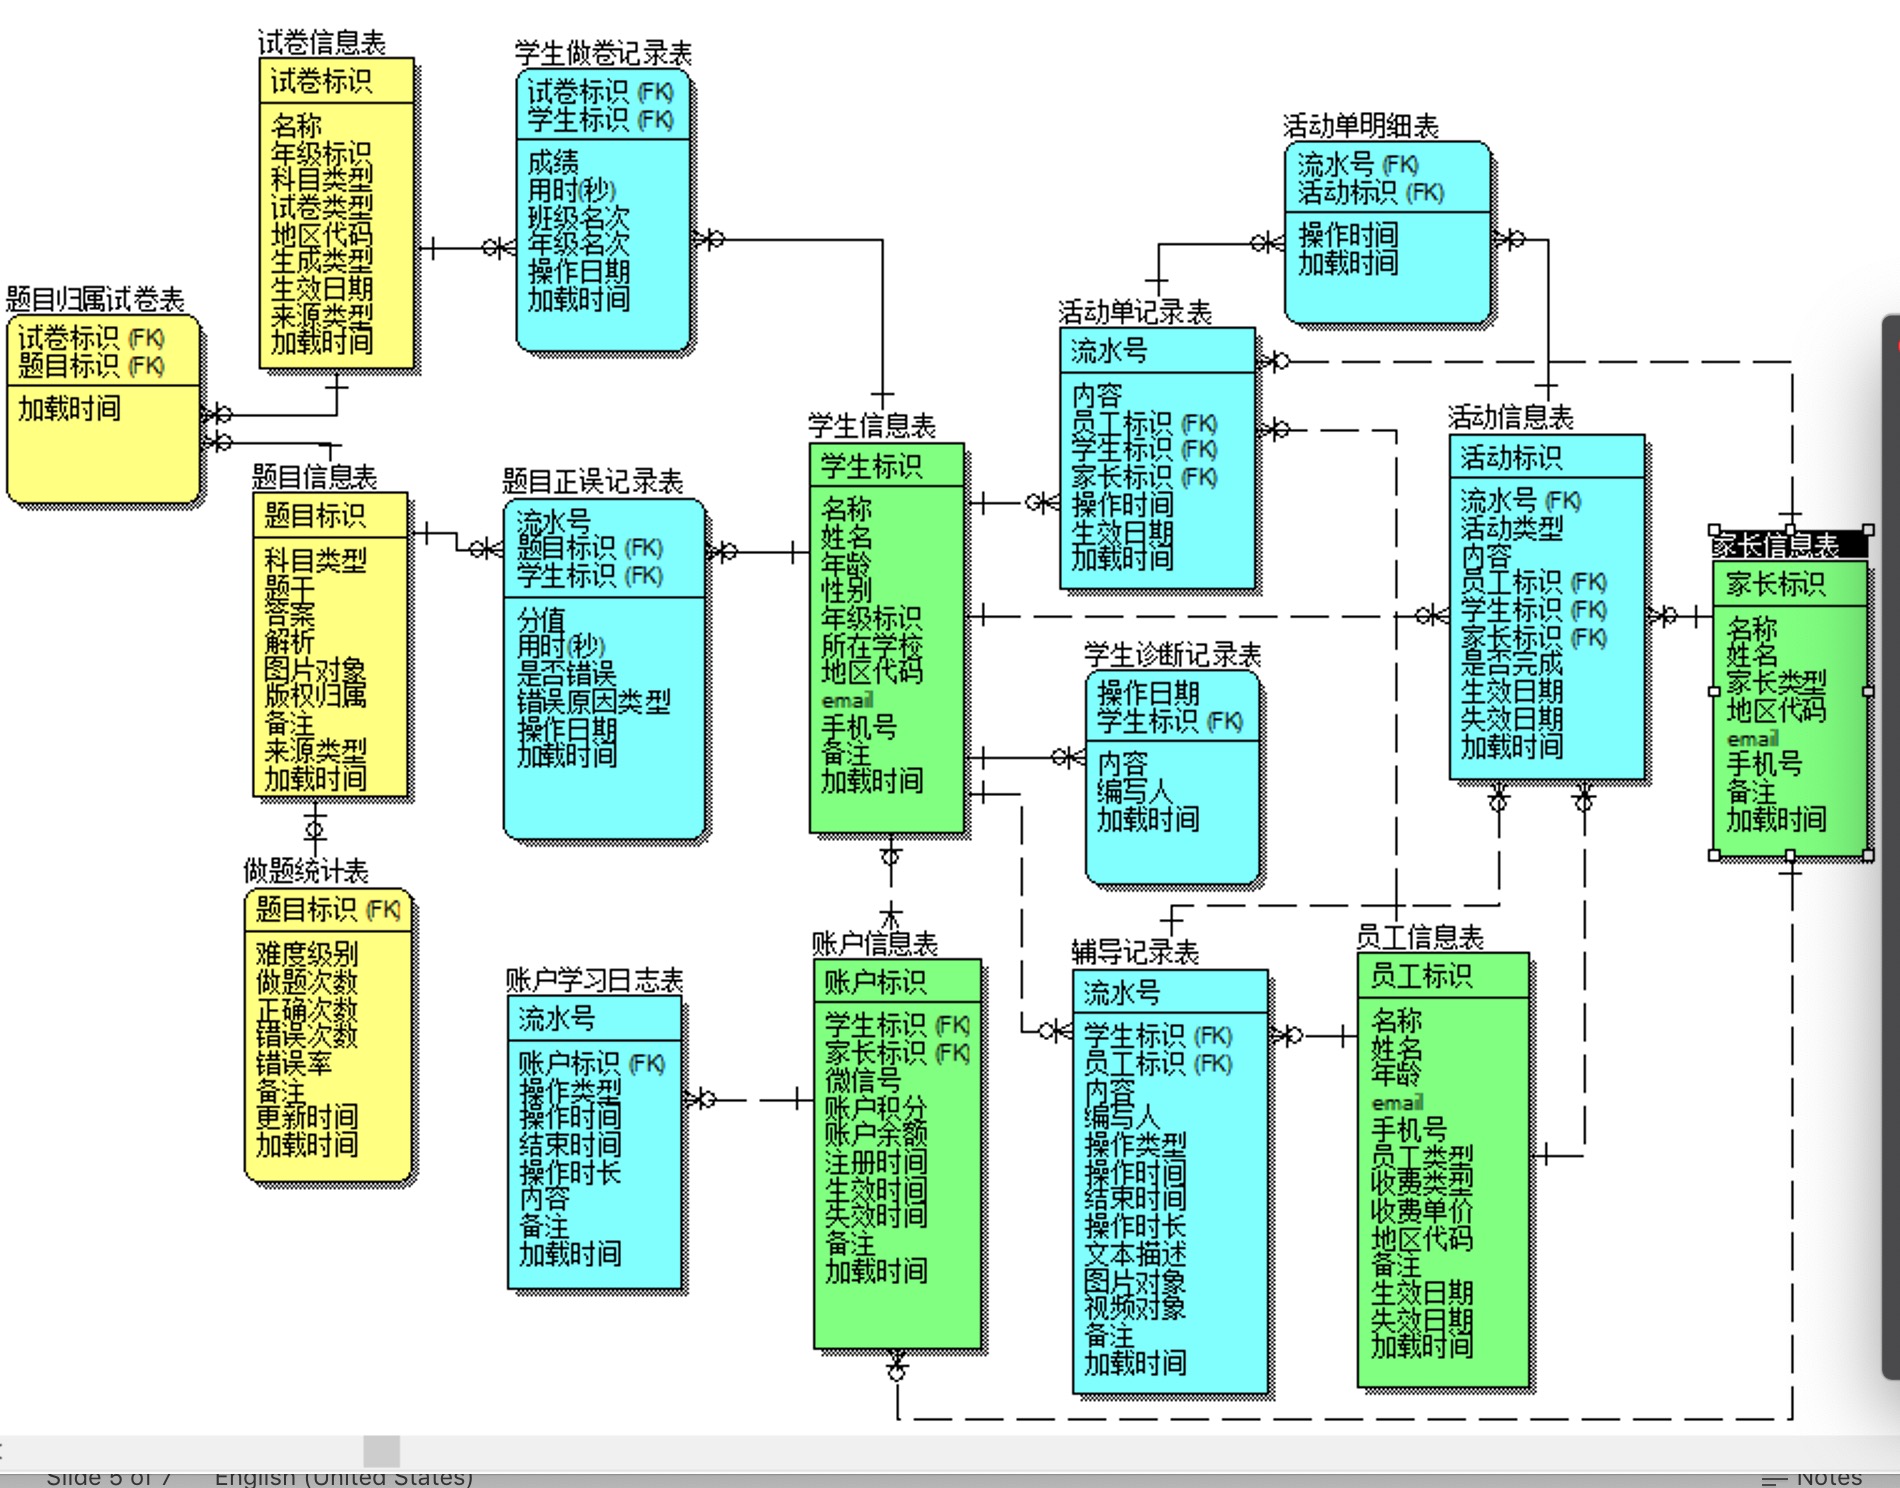 试卷信息表
试卷标识
名称
年级标识
科目类型
试卷类型
地区代码
生成类型
生效日期
来源类型
加载时间
学生做卷记录表
试卷标识 (FK)
学生标识 (FK)
成绩
用时(秒)
班级名次
年级名次
操作日期
加载时间
活动单明细表
流水号 (FK)
活动标识 (FK)
操作时间
加载时间
题目归属试卷表
试卷标识 (FK)
题目标识 (FK)
加载时间
活动单记录表
流水号
内容
员工标识 (FK)
学生标识 (FK)
家长标识 (FK)
操作时间
生效日期
加载时间
学生信息表
学生标识
名称
姓名
年龄
性别
年级标识
所在学校
地区代码
email
手机号
备注
加载时间
活动信息表
活动标识
流水号 (FK)
活动类型
内容
员工标识 (FK)
学生标识 (FK)
家长标识 (FK)
是否完成
生效日期
失效日期
加载时间
题目信息表
题目标识
科目类型
题干
答案
解析
图片对象
版权归属
备注
来源类型
加载时间
题目正误记录表
流水号
题目标识 (FK)
学生标识 (FK)
分值
用时(秒)
是否错误
错误原因类型
操作日期
加载时间
家长信息表
家长标识
名称
姓名
家长类型
地区代码
email
手机号
备注
加载时间
学生诊断记录表
操作日期
学生标识 (FK)
内容
编写人
加载时间
做题统计表
题目标识 (FK)
难度级别
做题次数
正确次数
错误次数
错误率
备注
更新时间
加载时间
账户学习日志表
流水号
账户标识 (FK)
操作类型
操作时间
结束时间
操作时长
内容
备注
加载时间
账户信息表
账户标识
学生标识 (FK)
家长标识 (FK)
微信号
账户积分
账户余额
注册时间
生效时间
失效时间
备注
加载时间
辅导记录表
流水号
学生标识 (FK)
员工标识 (FK)
内容
编写人
操作类型
操作时间
结束时间
操作时长
文本描述
图片对象
视频对象
备注
加载时间
员工信息表
员工标识
名称
姓名
年龄
email
手机号
员工类型
收费类型
收费单价
地区代码
备注
生效日期
失效日期
加载时间
Slide 5 of 7 English (United States) Notes